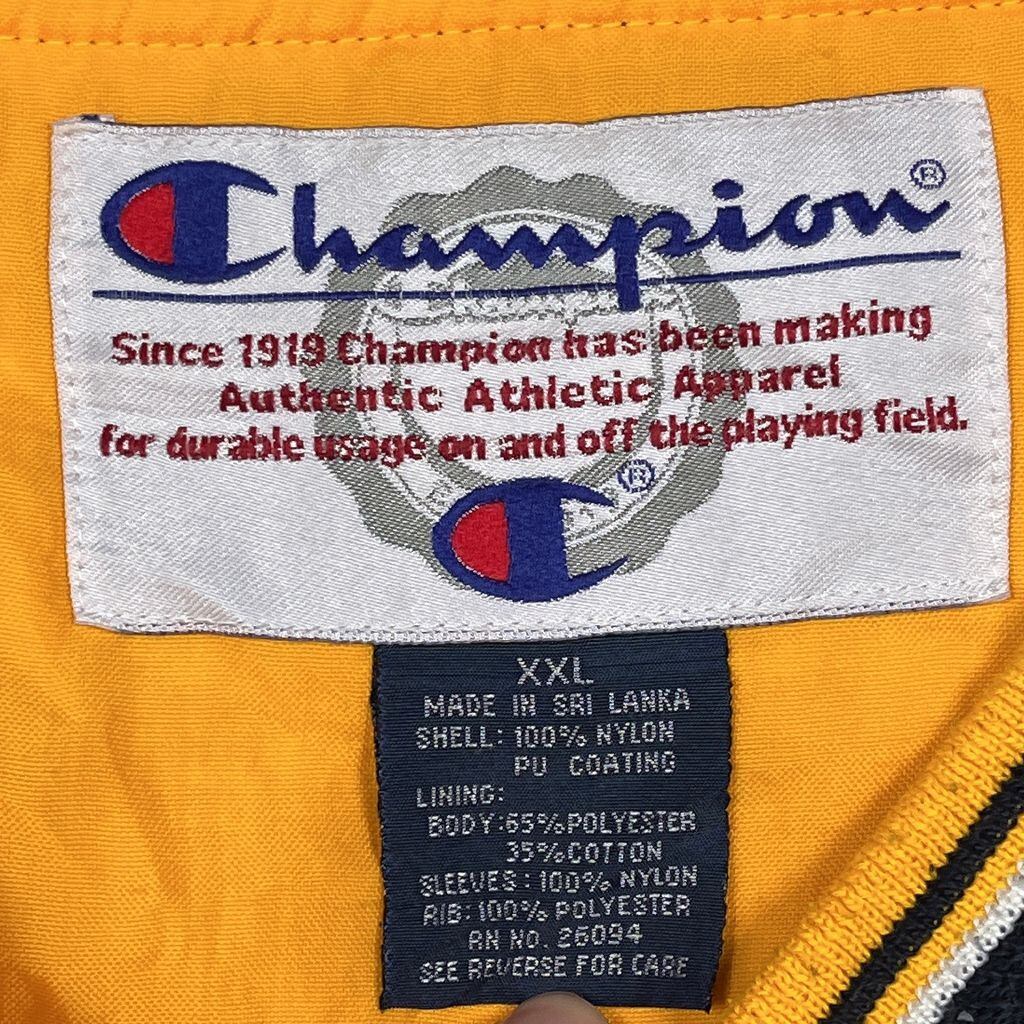 Champion®
Since 1919 Champion has been making
Authentic Athletic Apparel
for durable usage on and off the playing field.
®
XXL
MADE IN SRI LANKA
SHELL: 100% NYLON
PU COATING
LINING:
BODY:65%POLYESTER
35%COTTON
SLEEVES: 100% NYLON
RIB: 100% POLYESTER
RN NO. 26094
SEE REVERSE FOR CARE